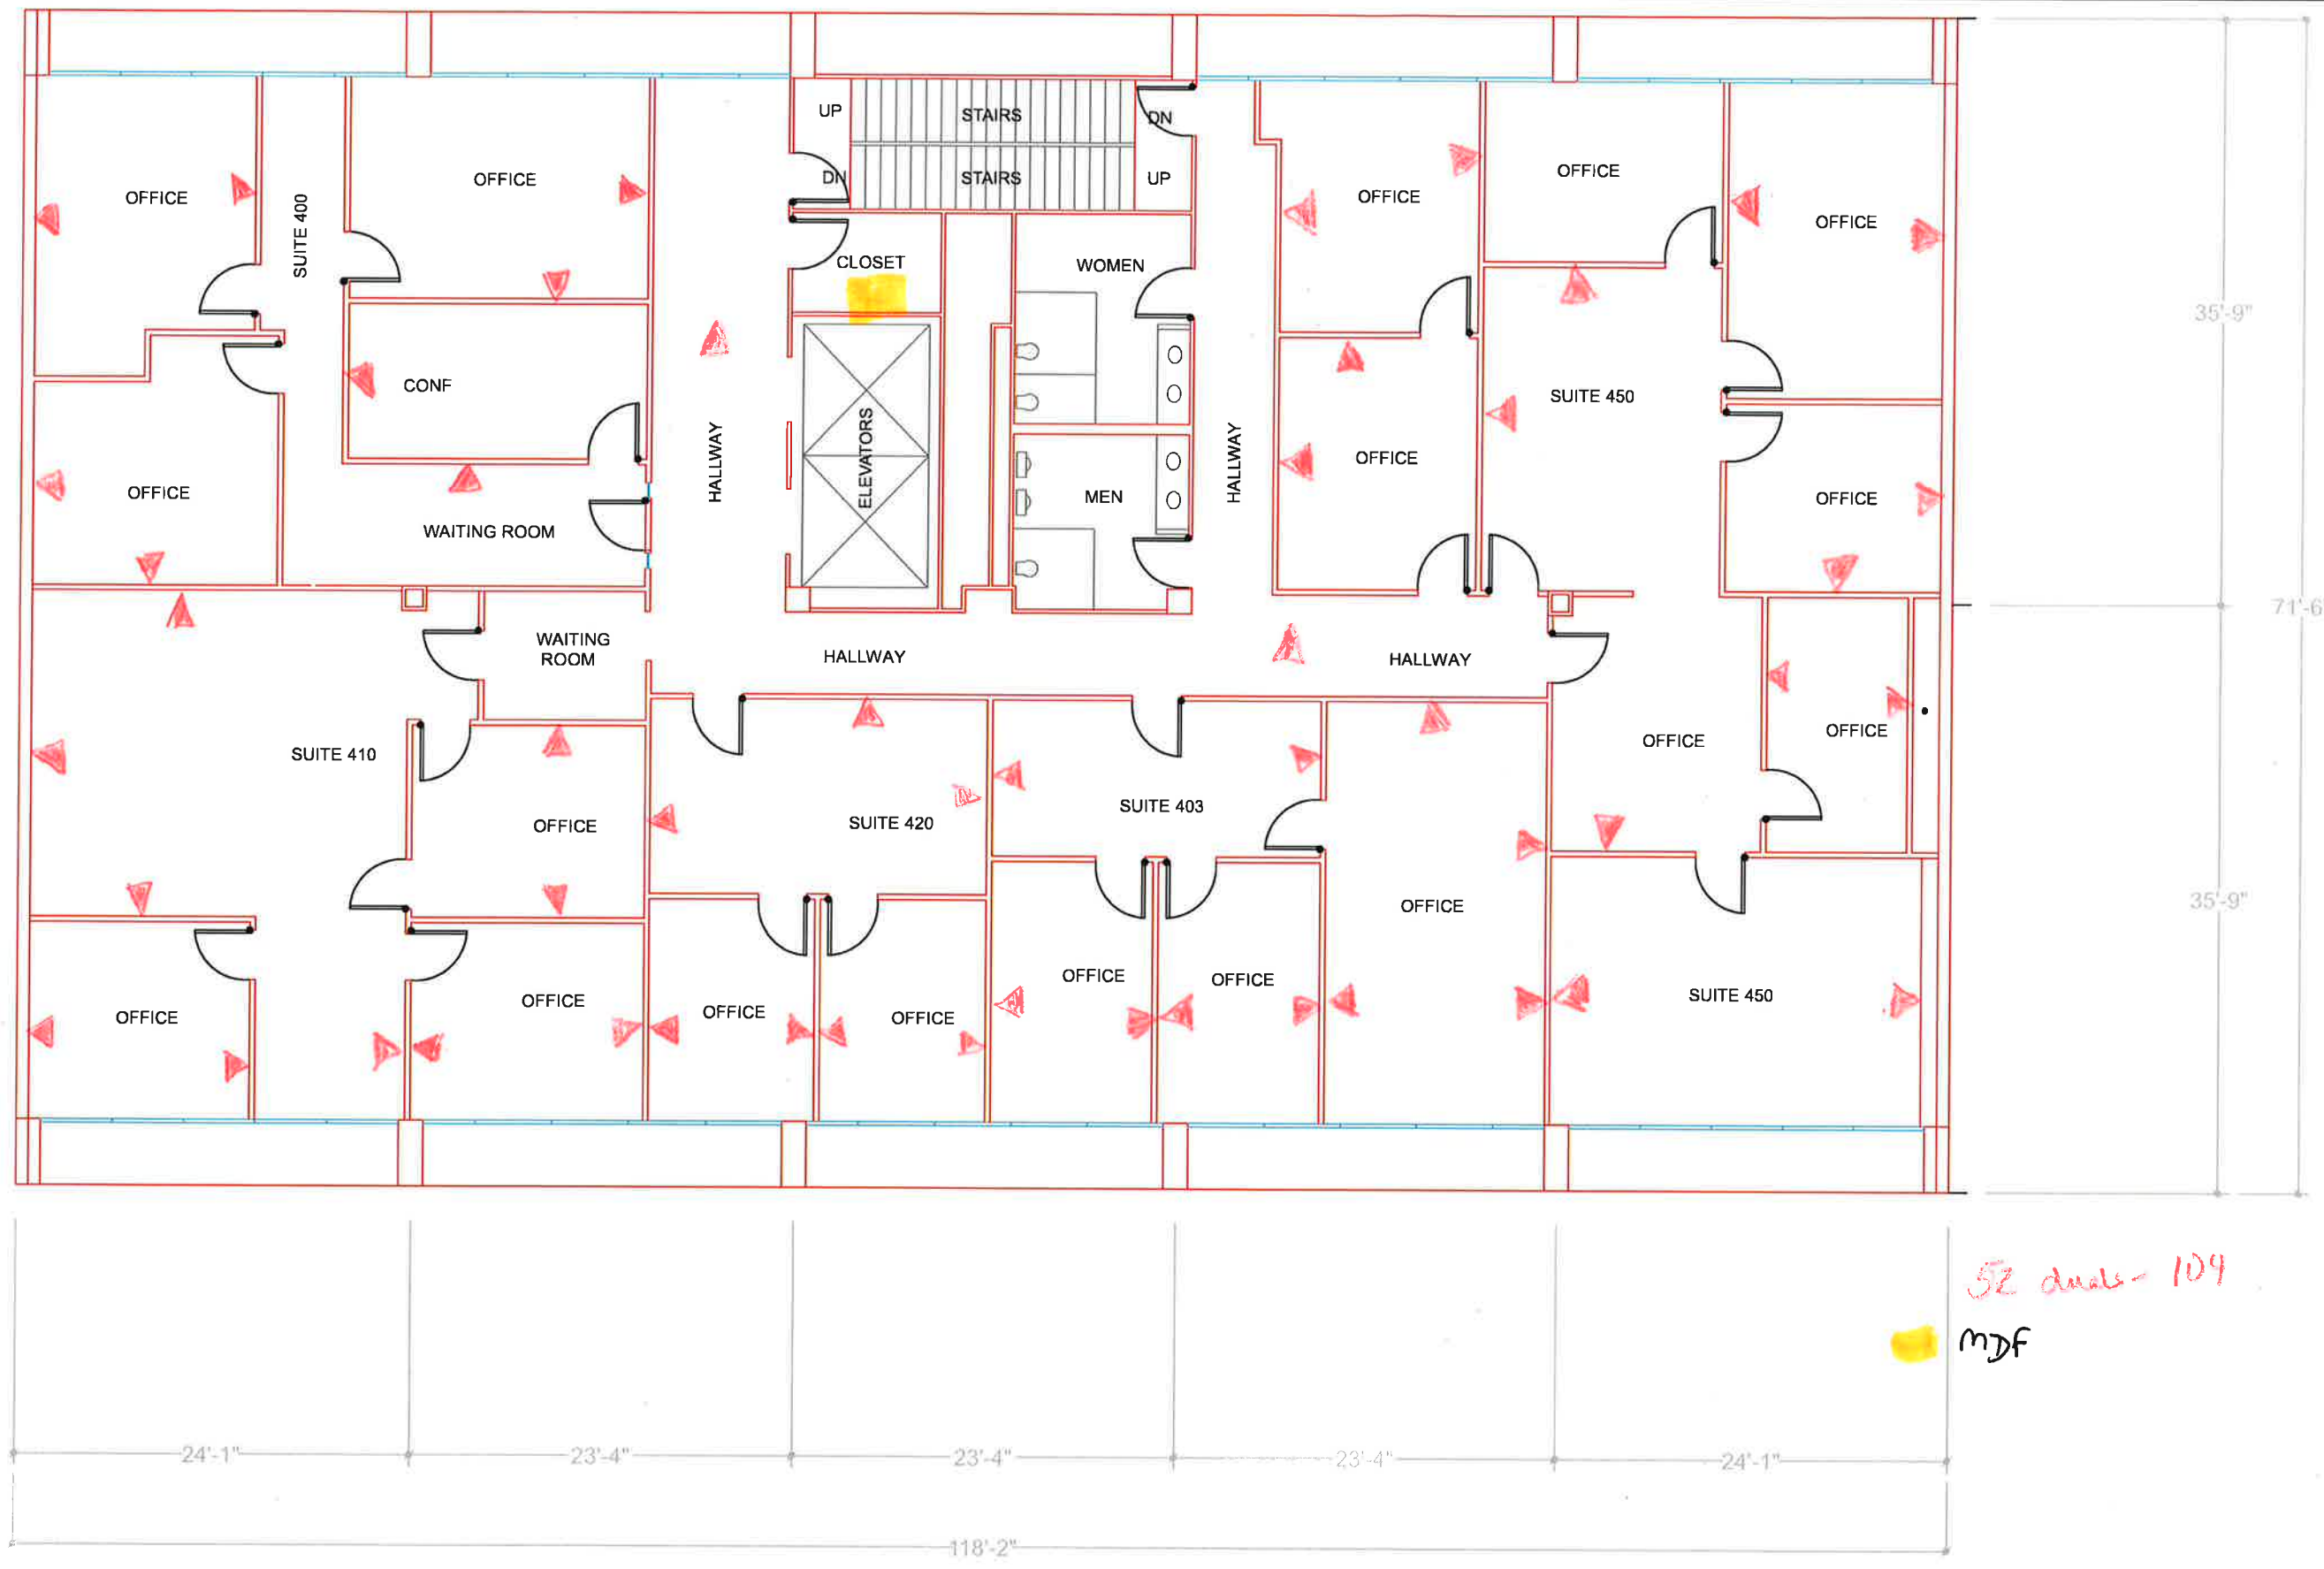 UP
STAIRS
DN
DN
STAIRS
UP
OFFICE
OFFICE
SUITE 400
OFFICE
OFFICE
OFFICE
CLOSET
WOMEN
35'-9"
CONF
SUITE 450
ELEVATORS
HALLWAY
HALLWAY
OFFICE
OFFICE
MEN
OFFICE
WAITING ROOM
71'-6
WAITING
ROOM
HALLWAY
HALLWAY
SUITE 410
OFFICE
OFFICE
SUITE 403
SUITE 420
OFFICE
OFFICE
35'-9"
OFFICE
OFFICE
SUITE 450
OFFICE
OFFICE
OFFICE
OFFICE
52 duals - 104
MDF
24'-1"
23'-4"
23'-4"
23'-4"
24'-1"
118'-2"